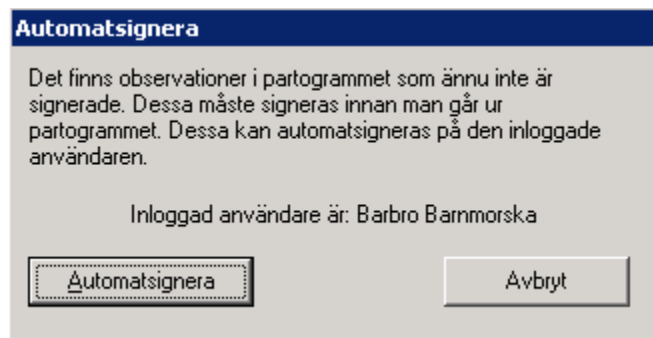 Automatsignera
Det finns observationer i partogrammet som ännu inte är
signerade. Dessa måste signeras innan man går ur
partogrammet. Dessa kan automatsigneras på den inloggade
användaren.
Inloggad användare är: Barbro Barnmorska
Automatsignera
Avbryt